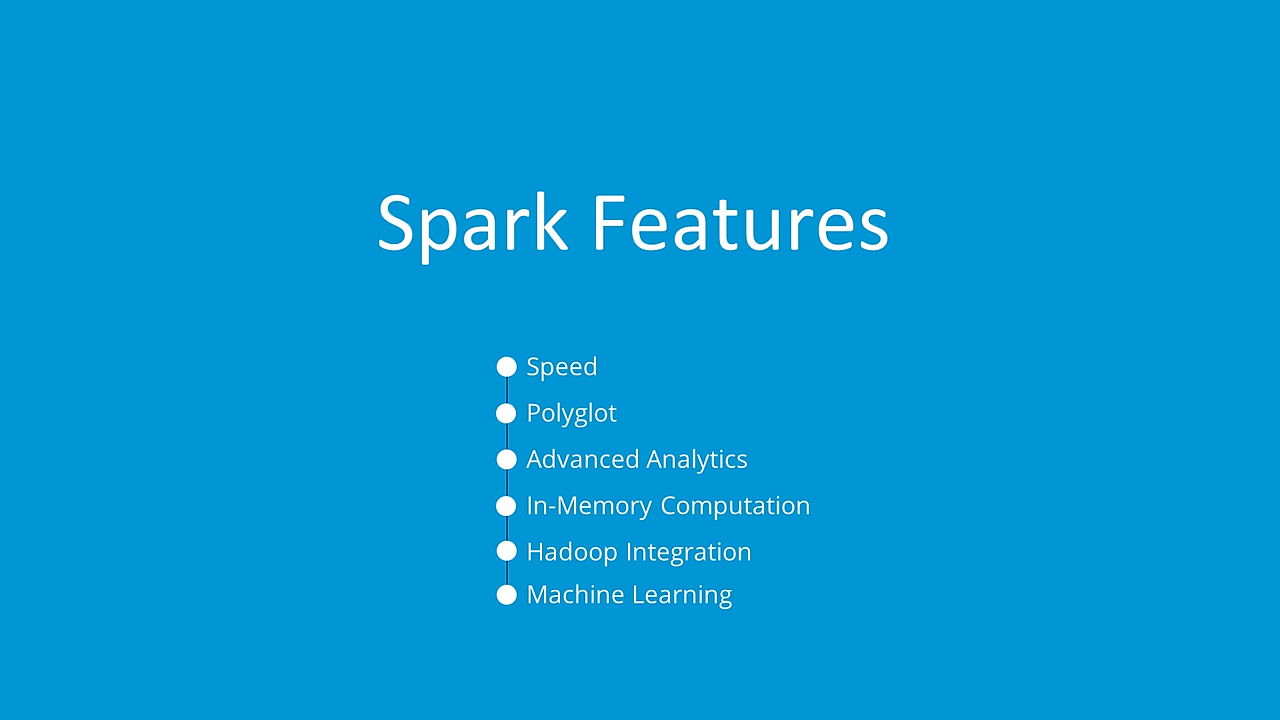 Spark Features
Speed
Polyglot
Advanced Analytics
In-Memory Computation
Hadoop Integration
Machine Learning